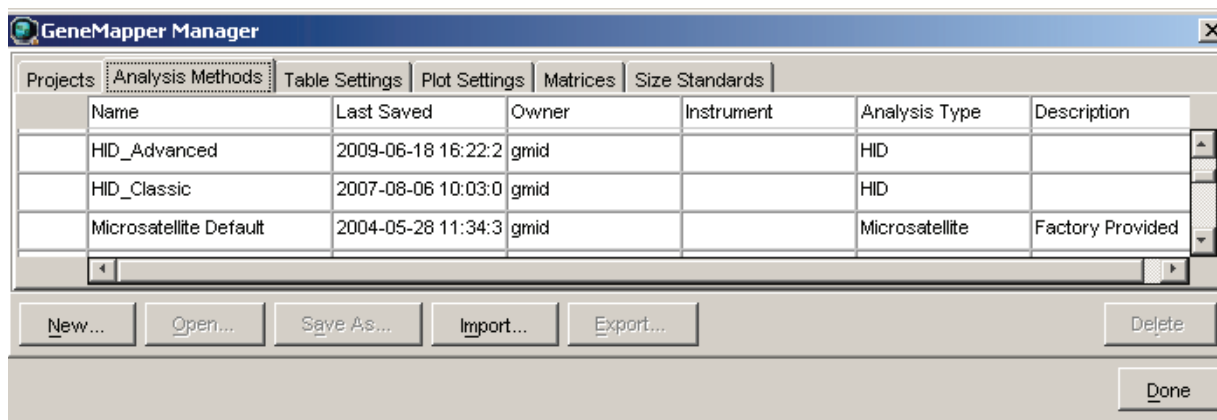 GeneMapper Manager
Projects Analysis Methods Table Settings Plot Settings Matrices Size Standards
Name Last Saved Owner Instrument Analysis Type Description
HID_Advanced 2009-06-18 16:22:2 gmid HID
HID_Classic 2007-08-06 10:03:0 gmid HID
Microsatellite Default 2004-05-28 11:34:3 gmid Microsatellite Factory Provided
New... Open... Save As... Import... Export... Delete
Done